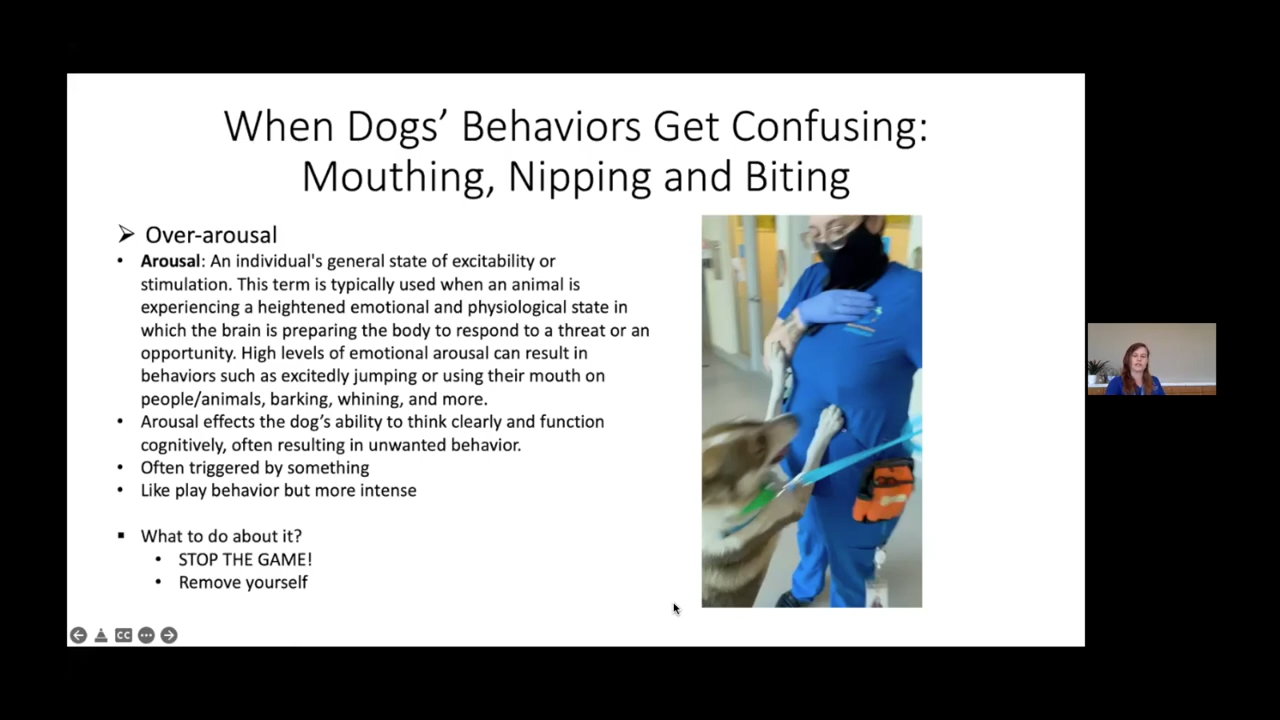 When Dogs’ Behaviors Get Confusing:
Mouthing, Nipping and Biting
➢ Over-arousal
• Arousal: An individual's general state of excitability or
stimulation. This term is typically used when an animal is
experiencing a heightened emotional and physiological state in
which the brain is preparing the body to respond to a threat or an
opportunity. High levels of emotional arousal can result in
behaviors such as excitedly jumping or using their mouth on
people/animals, barking, whining, and more.
• Arousal effects the dog’s ability to think clearly and function
cognitively, often resulting in unwanted behavior.
• Often triggered by something
• Like play behavior but more intense
▪ What to do about it?
• STOP THE GAME!
• Remove yourself
CC